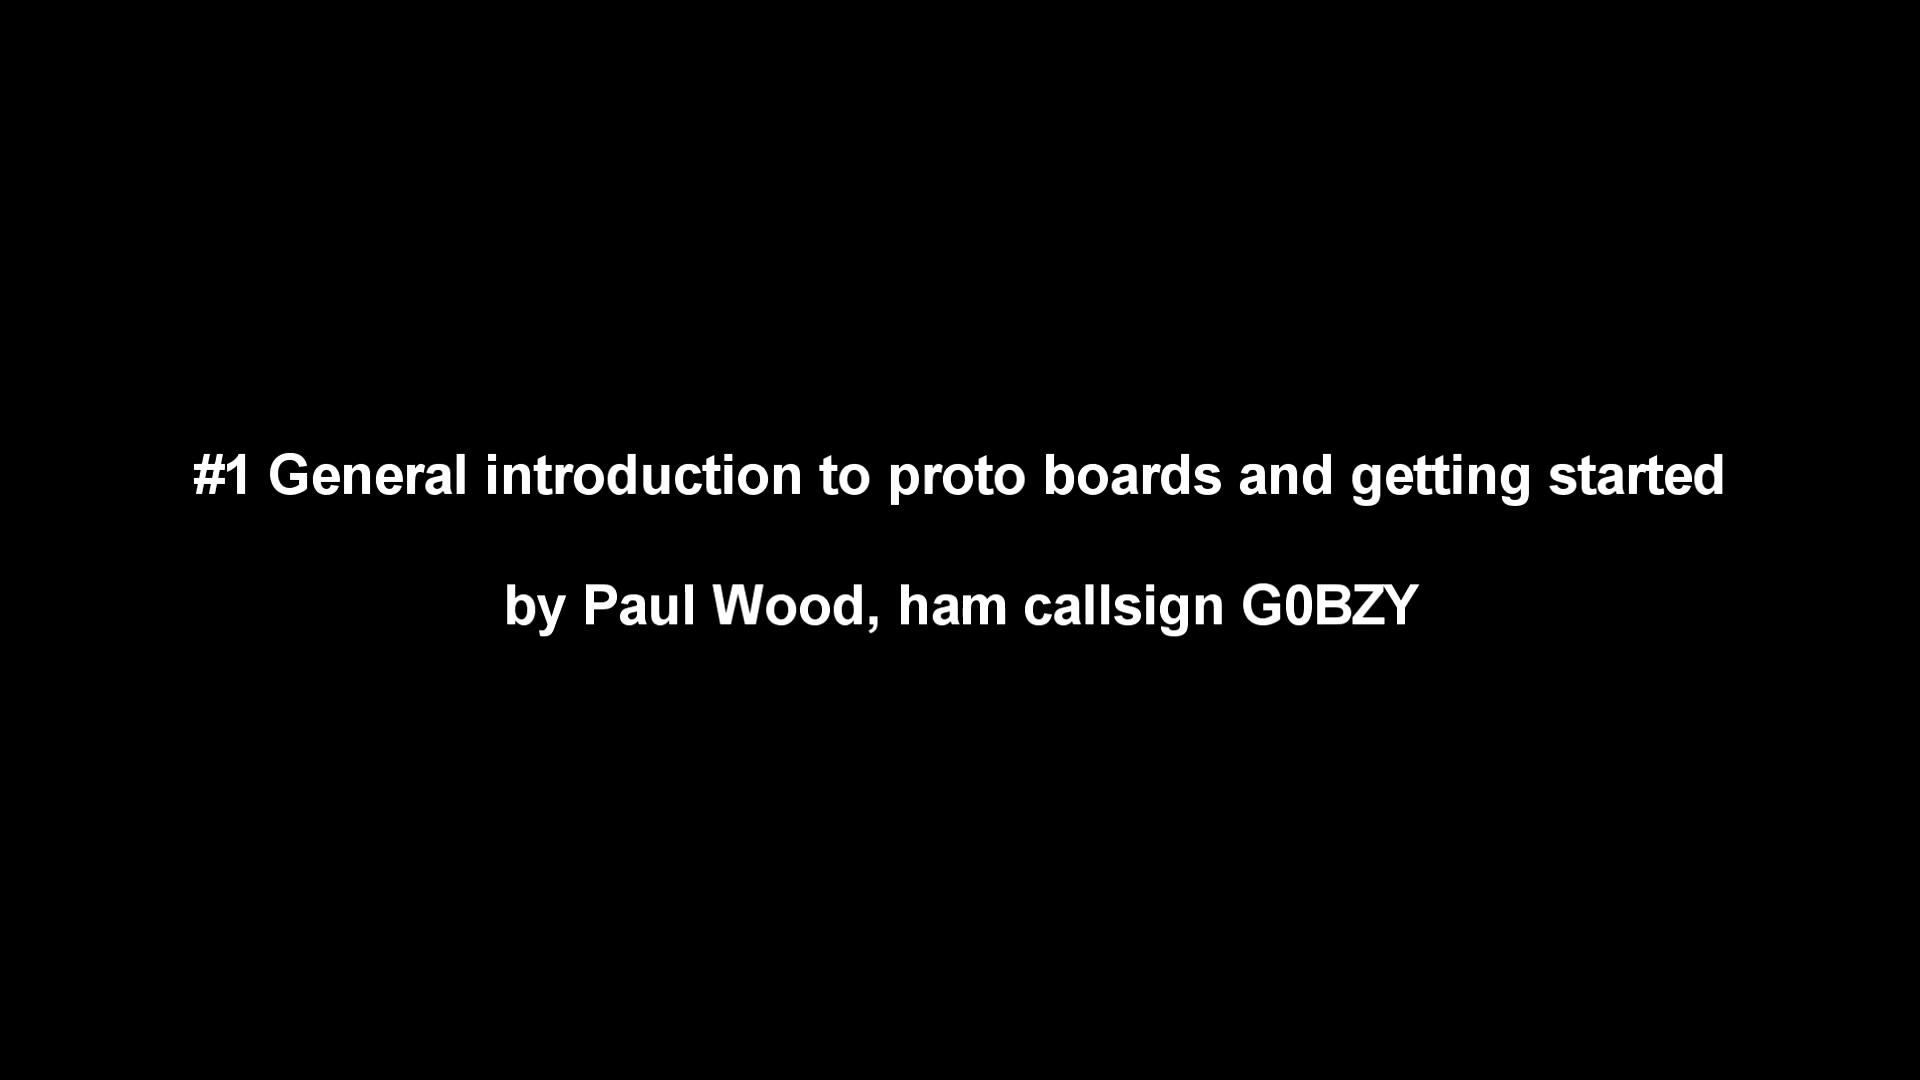 #1 General introduction to proto boards and getting started
by Paul Wood, ham callsign G0BZY